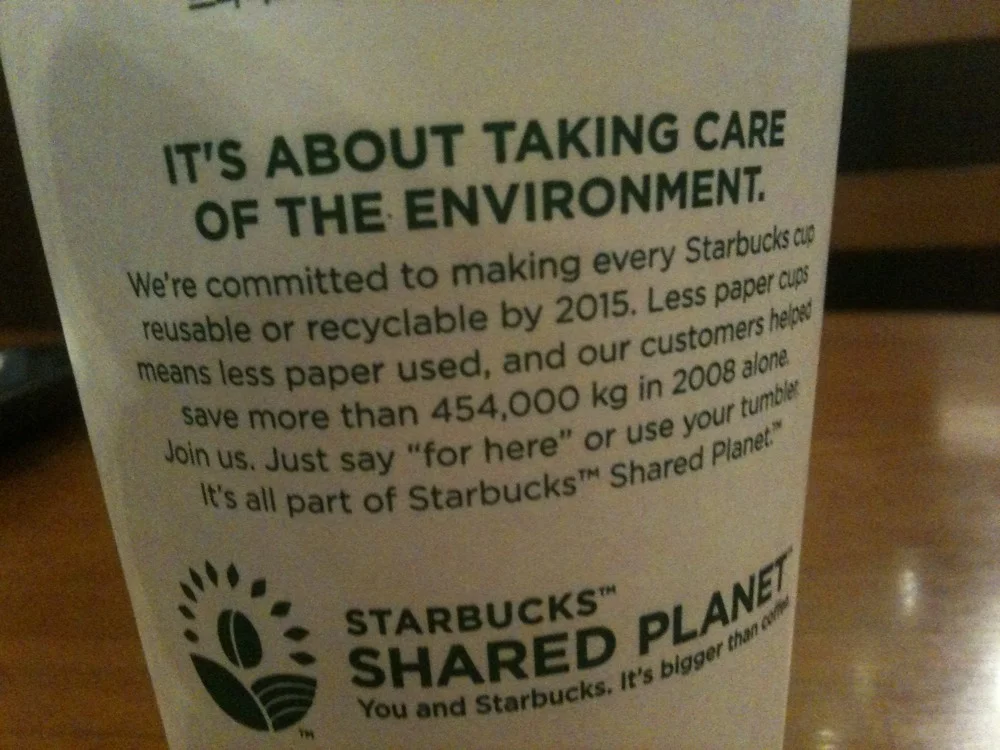 IT'S ABOUT TAKING CARE
OF THE ENVIRONMENT.
We're committed to making every Starbucks cup
reusable or recyclable by 2015. Less paper cups
means less paper used, and our customers helped
save more than 454,000 kg in 2008 alone.
Join us. Just say “for here” or use your tumbler.
It's all part of Starbucks™ Shared Planet.™
STARBUCKS™
SHARED PLANET™
You and Starbucks. It's bigger than coffee.
TM